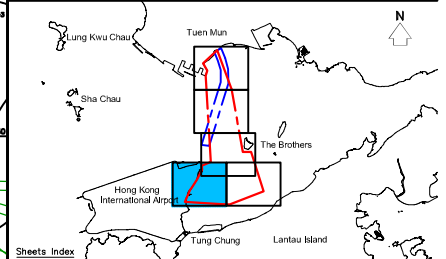 Tuen Mun
N
Lung Kwu Chau
Sha Chau
The Brothers
Hong Kong
International Airport
Tung Chung
Lantau Island
Sheets Index